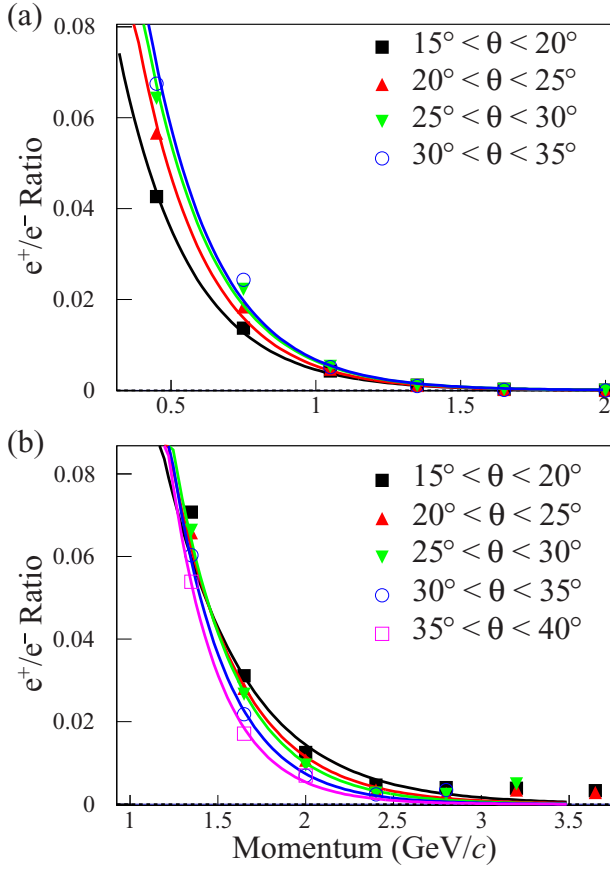 (a)
0.08
0.06
0.04
0.02
0
e⁺/e⁻ Ratio
15° < θ < 20°
20° < θ < 25°
25° < θ < 30°
30° < θ < 35°
0.5 1 1.5 2
(b)
0.08
0.06
0.04
0.02
0
e⁺/e⁻ Ratio
15° < θ < 20°
20° < θ < 25°
25° < θ < 30°
30° < θ < 35°
35° < θ < 40°
1 1.5 2 2.5 3 3.5
Momentum (GeV/c)